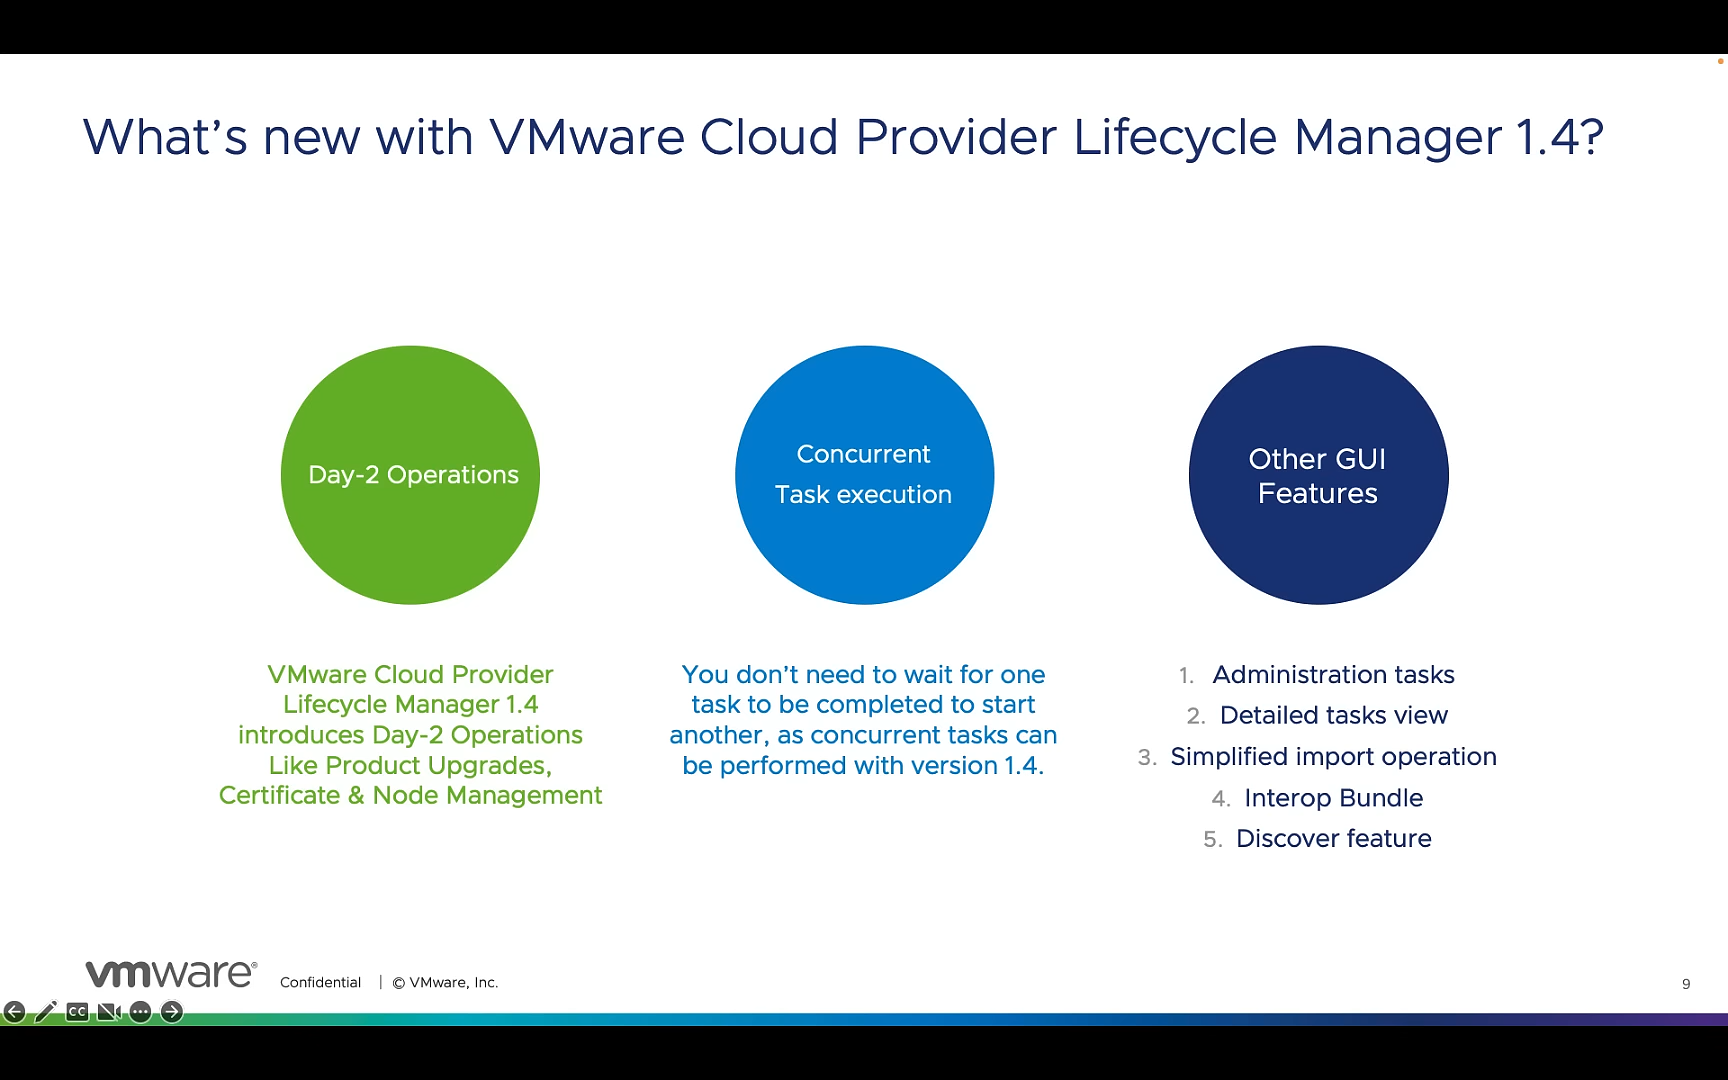 What’s new with VMware Cloud Provider Lifecycle Manager 1.4?
Day-2 Operations
VMware Cloud Provider
Lifecycle Manager 1.4
introduces Day-2 Operations
Like Product Upgrades,
Certificate & Node Management
Concurrent
Task execution
You don’t need to wait for one
task to be completed to start
another, as concurrent tasks can
be performed with version 1.4.
Other GUI
Features
1. Administration tasks
2. Detailed tasks view
3. Simplified import operation
4. Interop Bundle
5. Discover feature
vmware®
Confidential | © VMware, Inc.
9
CC